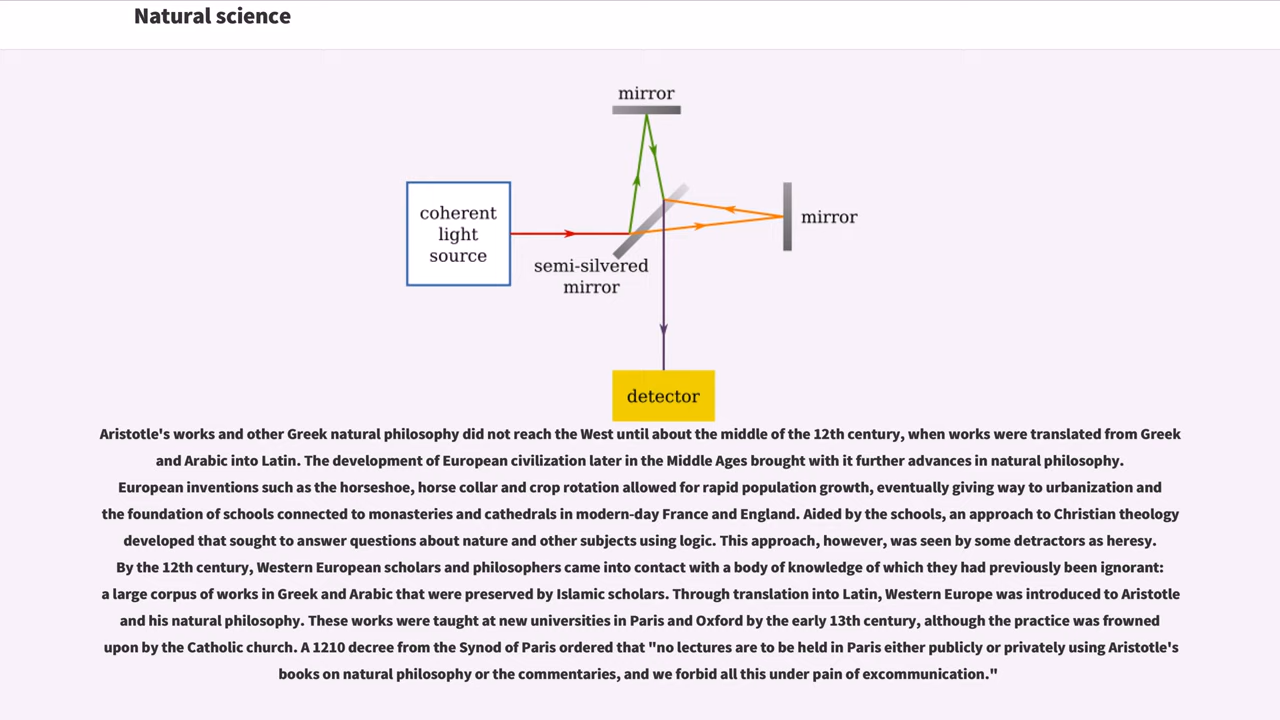 Natural science
mirror
coherent
light
source
mirror
semi-silvered
mirror
detector
Aristotle's works and other Greek natural philosophy did not reach the West until about the middle of the 12th century, when works were translated from Greek
and Arabic into Latin. The development of European civilization later in the Middle Ages brought with it further advances in natural philosophy.
European inventions such as the horseshoe, horse collar and crop rotation allowed for rapid population growth, eventually giving way to urbanization and
the foundation of schools connected to monasteries and cathedrals in modern-day France and England. Aided by the schools, an approach to Christian theology
developed that sought to answer questions about nature and other subjects using logic. This approach, however, was seen by some detractors as heresy.
By the 12th century, Western European scholars and philosophers came into contact with a body of knowledge of which they had previously been ignorant:
a large corpus of works in Greek and Arabic that were preserved by Islamic scholars. Through translation into Latin, Western Europe was introduced to Aristotle
and his natural philosophy. These works were taught at new universities in Paris and Oxford by the early 13th century, although the practice was frowned
upon by the Catholic church. A 1210 decree from the Synod of Paris ordered that "no lectures are to be held in Paris either publicly or privately using Aristotle's
books on natural philosophy or the commentaries, and we forbid all this under pain of excommunication."